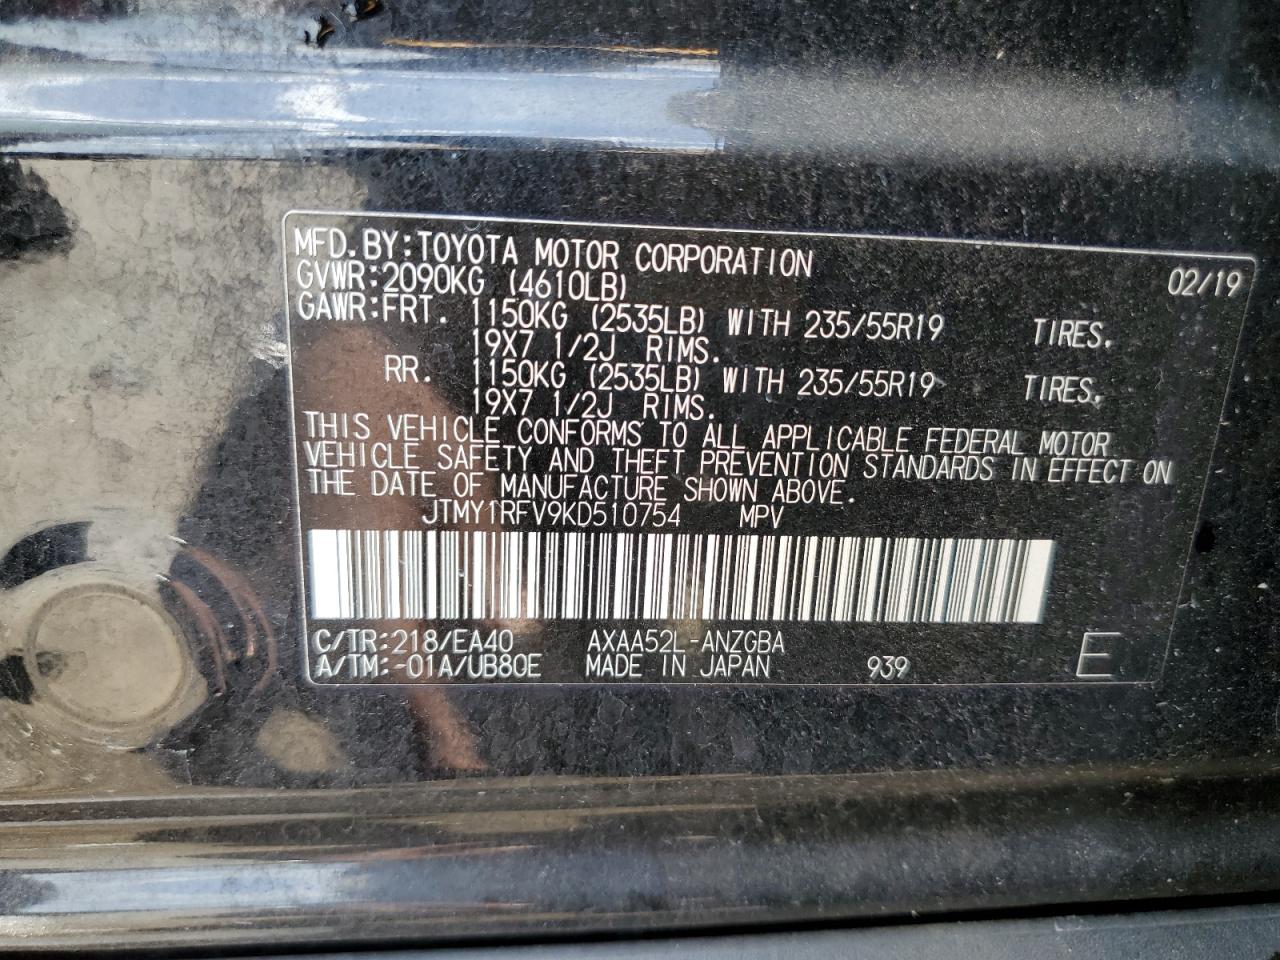 MFD.BY:TOYOTA MOTOR CORPORATION 02/19
GVWR:2090KG (4610LB)
GAWR:FRT. 1150KG (2535LB) WITH 235/55R19 TIRES.
19X7 1/2J RIMS.
RR. 1150KG (2535LB) WITH 235/55R19 TIRES.
19X7 1/2J RIMS.
THIS VEHICLE CONFORMS TO ALL APPLICABLE FEDERAL MOTOR
VEHICLE SAFETY AND THEFT PREVENTION STANDARDS IN EFFECT ON
THE DATE OF MANUFACTURE SHOWN ABOVE.
JTMY1RFV9KD510754 MPV
C/TR:218/EA40 AXAA52L-ANZGBA
A/TM:-01A/UB80E MADE IN JAPAN 939 E